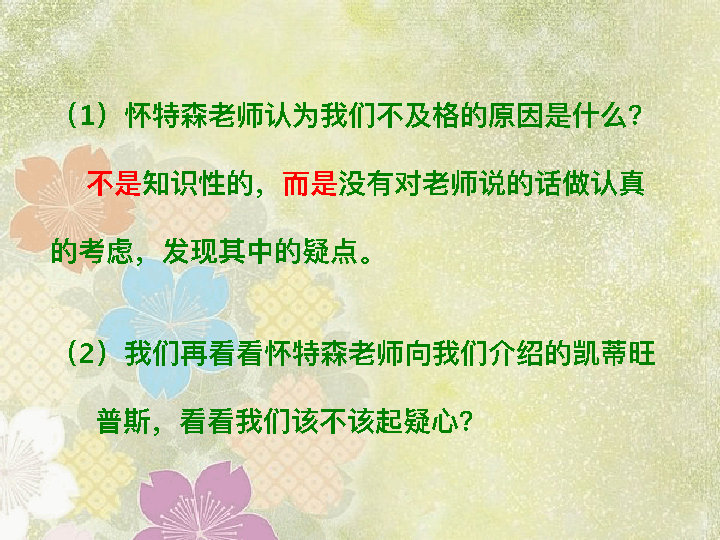 （1）怀特森老师认为我们不及格的原因是什么？
不是知识性的，而是没有对老师说的话做认真
的考虑，发现其中的疑点。
（2）我们再看看怀特森老师向我们介绍的凯蒂旺
普斯，看看我们该不该起疑心？